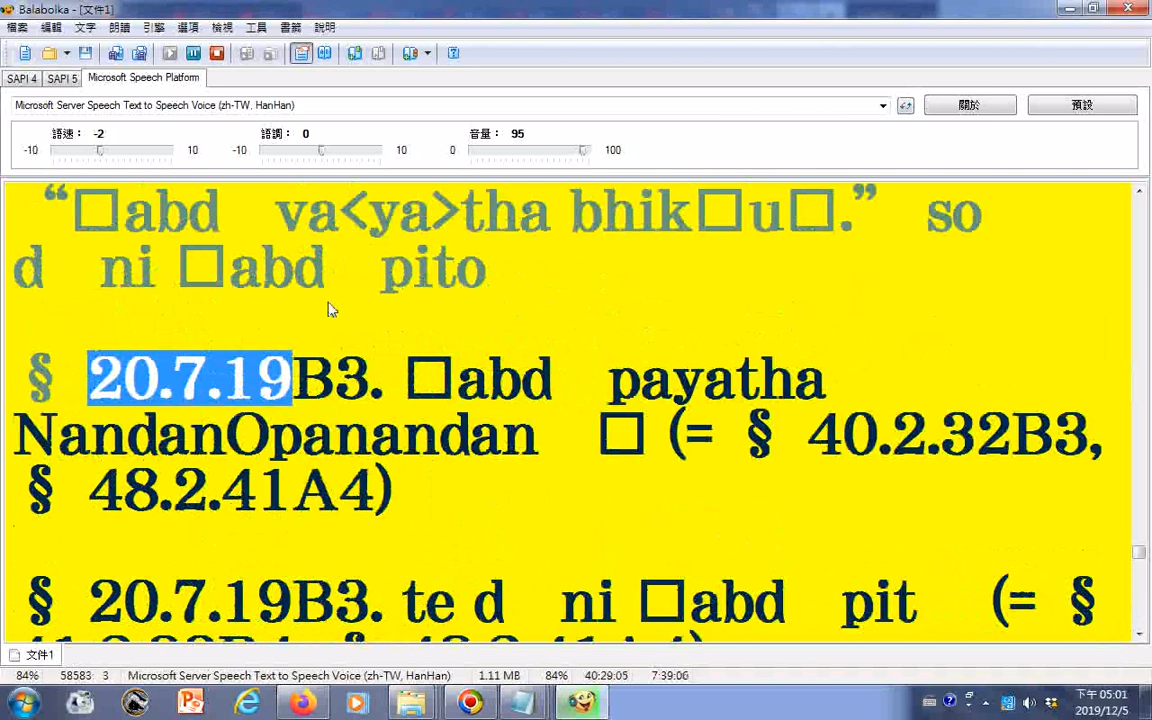 Balabolka - [文件1]
檔案 編輯 文字 朗讀 引擎 選項 檢視 工具 書籤 說明
SAPI 4 SAPI 5 Microsoft Speech Platform
Microsoft Server Speech Text to Speech Voice (zh-TW, HanHan) 關於 預設
語速： -2 語調： 0 音量： 95
-10 10 -10 10 0 100
“□abd va<ya>tha bhik□u□.” so
d ni □abd pito
§ 20.7.19B3. □abd payatha
NandanOpanandan □ (= § 40.2.32B3,
§ 48.2.41A4)
§ 20.7.19B3. te d ni □abd pit (= §
文件1
84% 58583 3 Microsoft Server Speech Text to Speech Voice (zh-TW, HanHan) 1.11 MB 84% 40:29:05 7:39:06
下午 05:01
2019/12/5